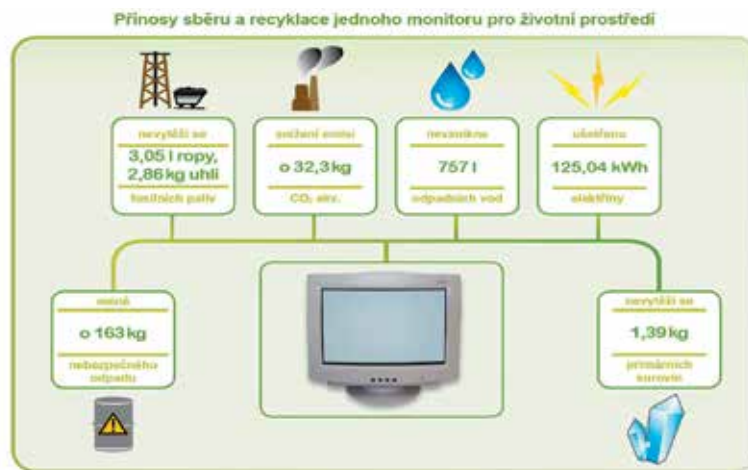 Přínosy sběru a recyklace jednoho monitoru pro životní prostředí
nevytěží se
3,05 l ropy,
2,86 kg uhlí
fosilních paliv
snížení emisí
o 32,3 kg
CO₂ ekv.
nevznikne
757 l
odpadních vod
ušetřeno
125,04 kWh
elektřiny
méně
o 163 kg
nebezpečného
odpadu
nevytěží se
1,39 kg
primárních
surovin